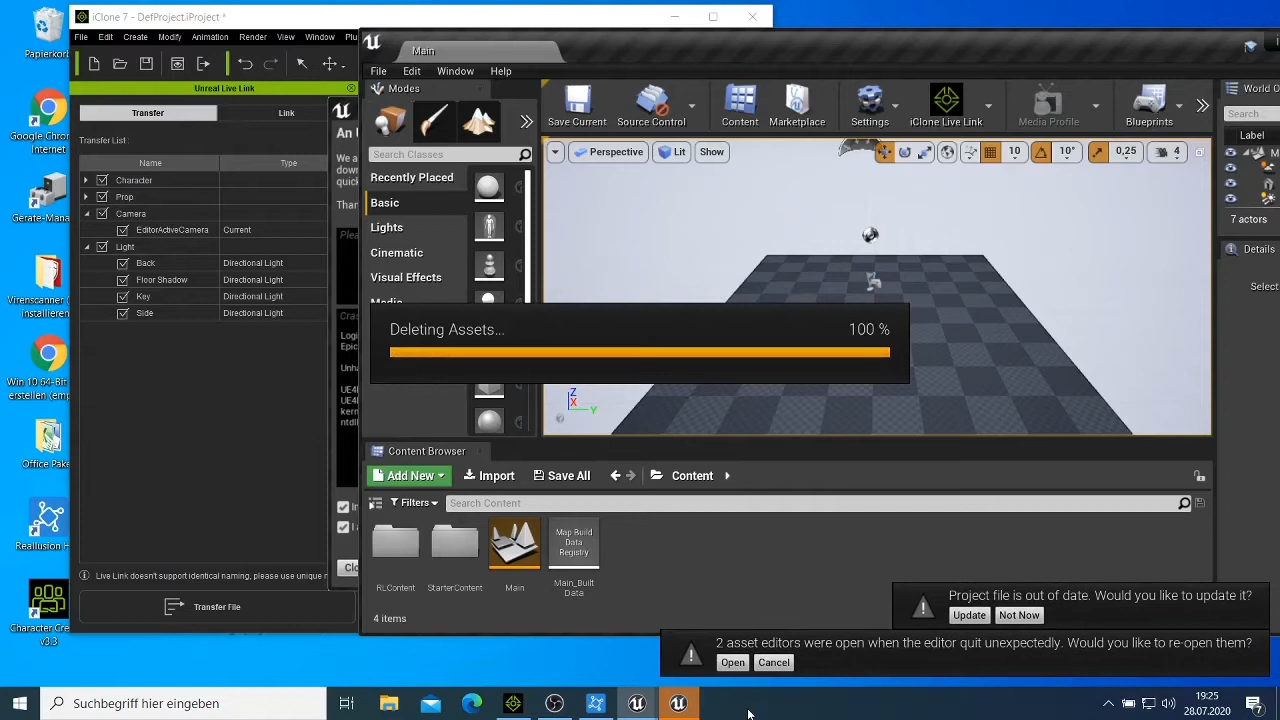 iClone 7 - DefProject.iProject *
File Edit Create Modify Animation Render View Window
Unreal Live Link
Transfer Link
Transfer List :
Name Type
Character
Prop
Camera
EditorActiveCamera Current
Light
Back Directional Light
Floor Shadow Directional Light
Key Directional Light
Side Directional Light
Live Link doesn't support identical naming, please use unique
Transfer File
Main
File Edit Window Help
Modes
Search Classes
Recently Placed
Basic
Lights
Cinematic
Visual Effects
Save Current Source Control Content Marketplace Settings iClone Live Link Media Profile Blueprints
Perspective Lit Show
10 10° 0,25 4
Search
Label
7 actors
Details
Deleting Assets... 100 %
Z
X
Y
Content Browser
Add New Import Save All Content
Filters Search Content
RLContent StarterContent Main Main_Built Data
Map Build Data Registry
4 items
Project file is out of date. Would you like to update it?
Update Not Now
2 asset editors were open when the editor quit unexpectedly. Would you like to re-open them?
Open Cancel
Papierkorb
Google Chrome
Internet
Geräte-Mana
Virenscanner
installieren
Win 10 64-Bit
erstellen (emp
Office Pake
Reallusion H
Character Cre
v3.3
Suchbegriff hier eingeben
19:25
28.07.2020
7